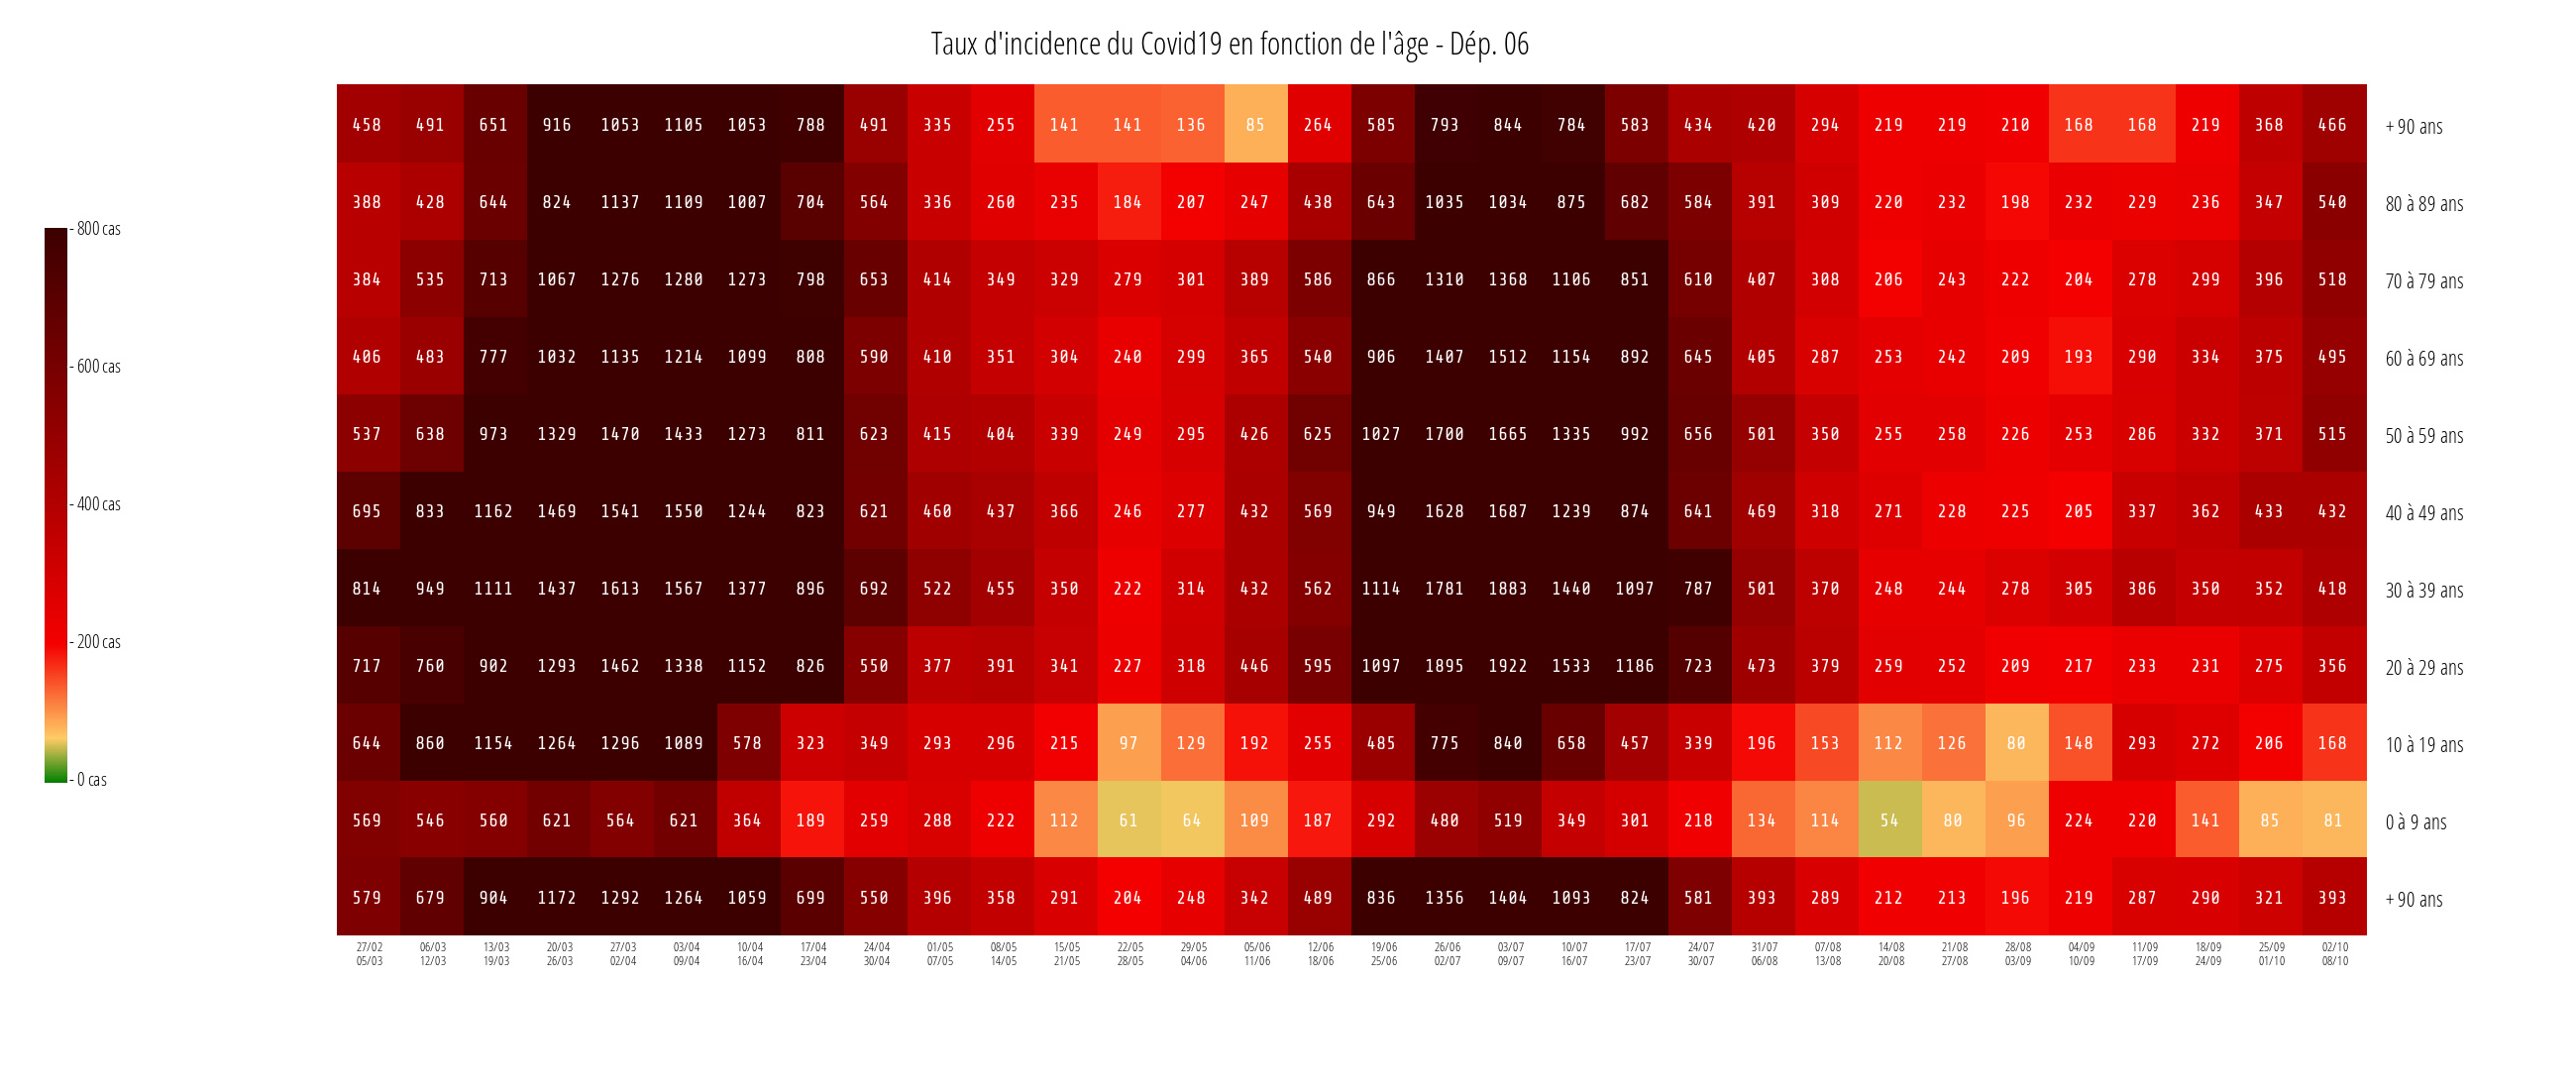 Taux d'incidence du Covid19 en fonction de l'âge - Dép. 06
458 491 651 916 1053 1105 1053 788 491 335 255 141 141 136 85 264 585 793 844 784 583 434 420 294 219 219 210 168 168 219 368 466 + 90 ans
388 428 644 824 1137 1109 1007 704 564 336 260 235 184 207 247 438 643 1035 1034 875 682 584 391 309 220 232 198 232 229 236 347 540 80 à 89 ans
384 535 713 1067 1276 1280 1273 798 653 414 349 329 279 301 389 586 866 1310 1368 1106 851 610 407 308 206 243 222 204 278 299 396 518 70 à 79 ans
406 483 777 1032 1135 1214 1099 808 590 410 351 304 240 299 365 540 906 1407 1512 1154 892 645 405 287 253 242 209 193 290 334 375 495 60 à 69 ans
537 638 973 1329 1470 1433 1273 811 623 415 404 339 249 295 426 625 1027 1700 1665 1335 992 656 501 350 255 258 226 253 286 332 371 515 50 à 59 ans
695 833 1162 1469 1541 1550 1244 823 621 460 437 366 246 277 432 569 949 1628 1687 1239 874 641 469 318 271 228 225 205 337 362 433 432 40 à 49 ans
814 949 1111 1437 1613 1567 1377 896 692 522 455 350 222 314 432 562 1114 1781 1883 1440 1097 787 501 370 248 244 278 305 386 350 352 418 30 à 39 ans
717 760 902 1293 1462 1338 1152 826 550 377 391 341 227 318 446 595 1097 1895 1922 1533 1186 723 473 379 259 252 209 217 233 231 275 356 20 à 29 ans
644 860 1154 1264 1296 1089 578 323 349 293 296 215 97 129 192 255 485 775 840 658 457 339 196 153 112 126 80 148 293 272 206 168 10 à 19 ans
569 546 560 621 564 621 364 189 259 288 222 112 61 64 109 187 292 480 519 349 301 218 134 114 54 80 96 224 220 141 85 81 0 à 9 ans
579 679 904 1172 1292 1264 1059 699 550 396 358 291 204 248 342 489 836 1356 1404 1093 824 581 393 289 212 213 196 219 287 290 321 393 + 90 ans
27/02 06/03 13/03 20/03 27/03 03/04 10/04 17/04 24/04 01/05 08/05 15/05 22/05 29/05 05/06 12/06 19/06 26/06 03/07 10/07 17/07 24/07 31/07 07/08 14/08 21/08 28/08 04/09 11/09 18/09 25/09 02/10
05/03 12/03 19/03 26/03 02/04 09/04 16/04 23/04 30/04 07/05 14/05 21/05 28/05 04/06 11/06 18/06 25/06 02/07 09/07 16/07 23/07 30/07 06/08 13/08 20/08 27/08 03/09 10/09 17/09 24/09 01/10 08/10
- 800 cas
- 600 cas
- 400 cas
- 200 cas
- 0 cas